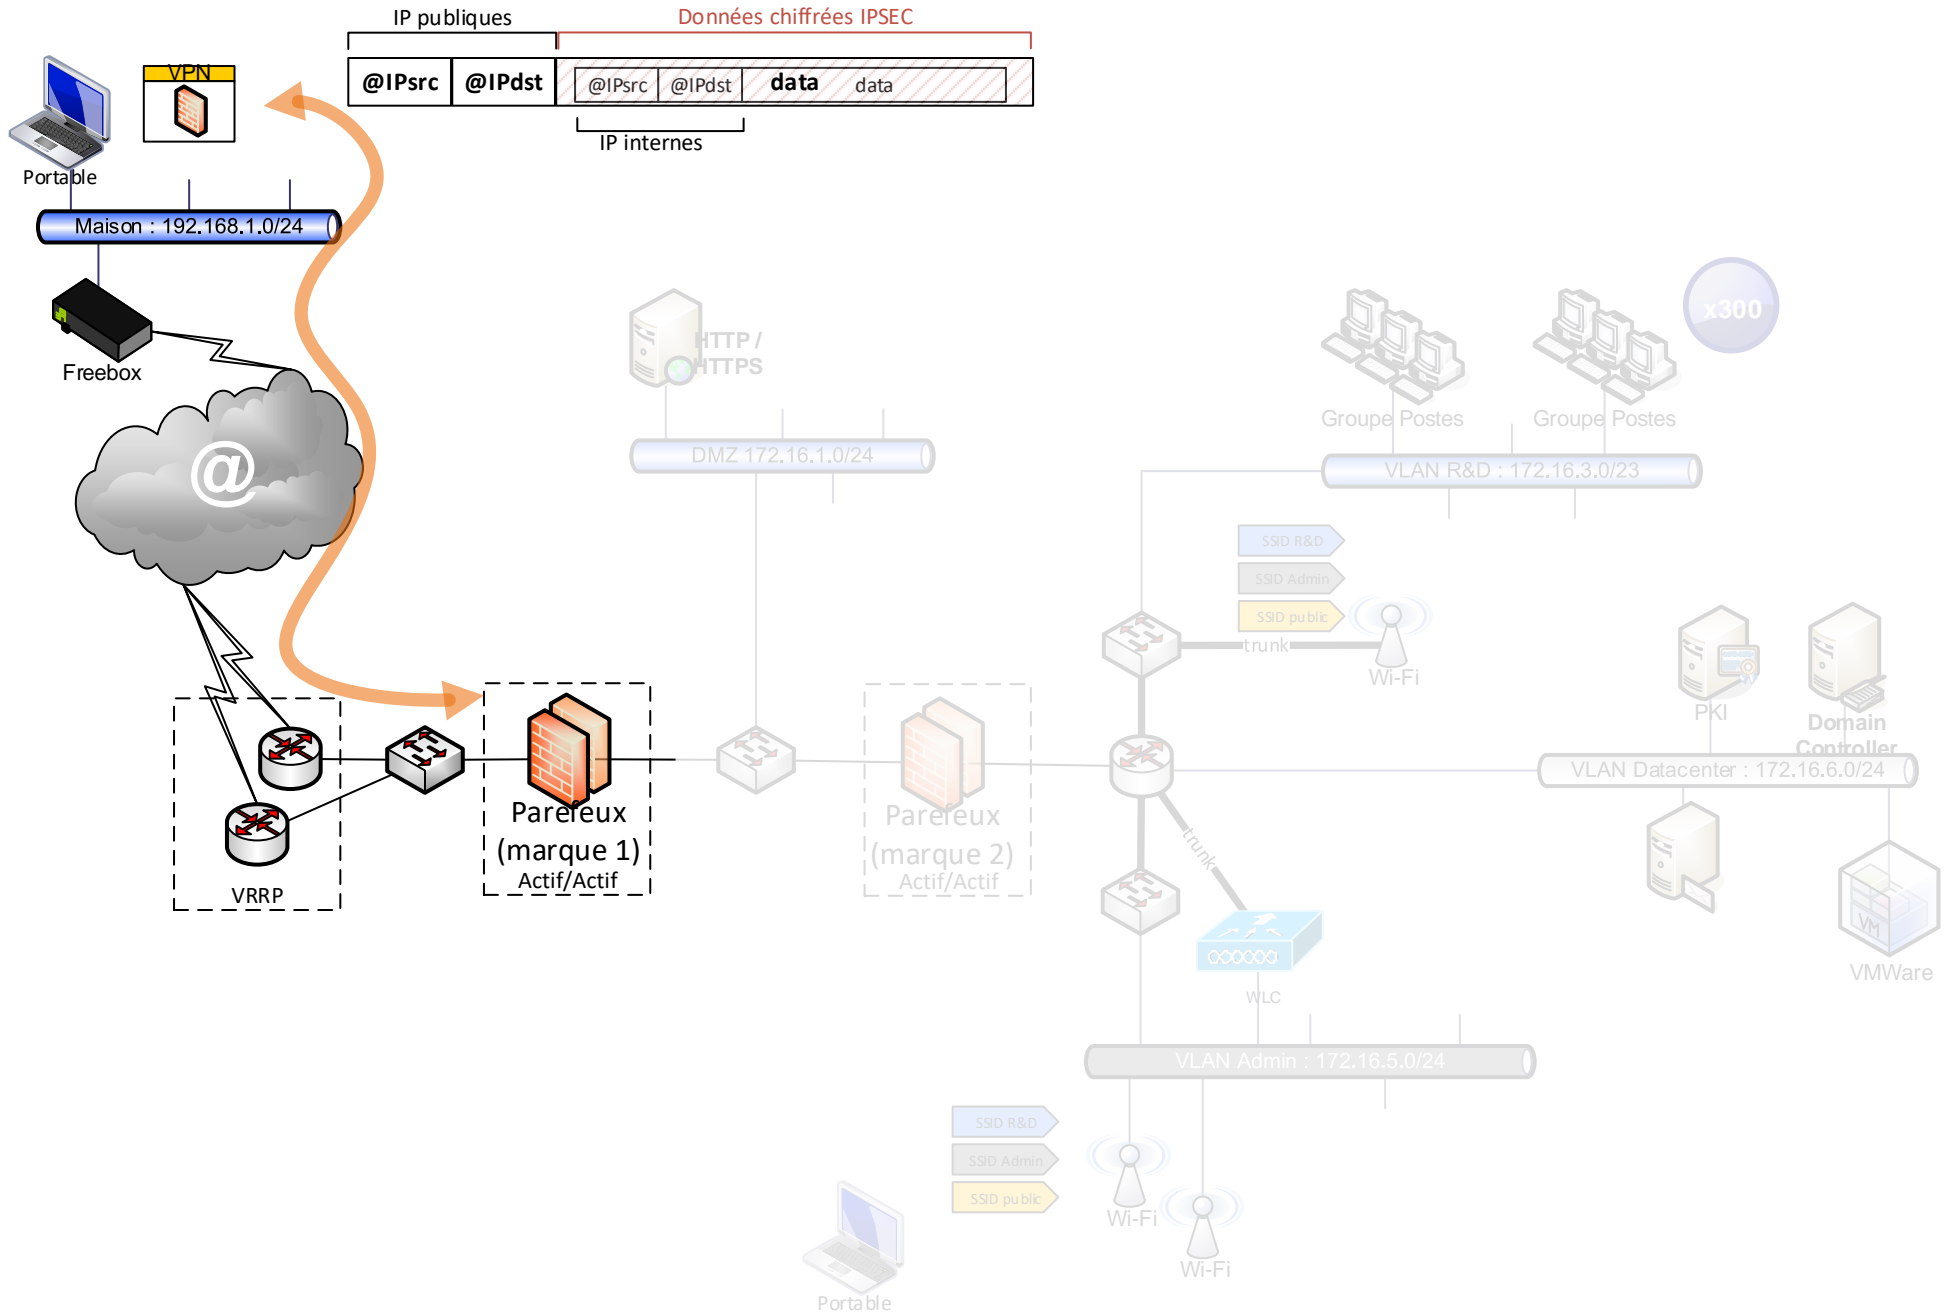 IP publiques
Données chiffrées IPSEC
@IPsrc
@IPdst
@IPsrc
@IPdst
data
data
IP internes
VPN
Portable
Maison : 192.168.1.0/24
Freebox
@
VRRP
Parefeux
(marque 1)
Actif/Actif
HTTP /
HTTPS
DMZ 172.16.1.0/24
Parefeux
(marque 2)
Actif/Actif
x300
Groupe Postes
Groupe Postes
VLAN R&D : 172.16.3.0/23
SSID R&D
SSID Admin
SSID public
trunk
Wi-Fi
PKI
Domain
Controller
VLAN Datacenter : 172.16.6.0/24
trunk
VM
VMWare
WLC
VLAN Admin : 172.16.5.0/24
SSID R&D
SSID Admin
SSID public
Wi-Fi
Wi-Fi
Portable